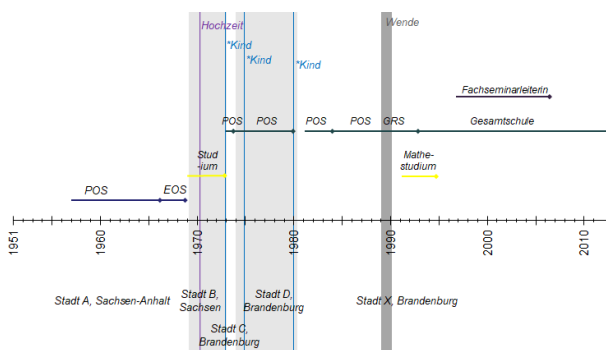 Hochzeit
Wende
*Kind
*Kind
*Kind
Fachseminarleiterin
POS POS POS POS GRS Gesamtschule
Stud
-ium
Mathe-
studium
POS EOS
1951 1960 1970 1980 1990 2000 2010
Stadt A, Sachsen-Anhalt
Stadt B,
Sachsen
Stadt D,
Brandenburg
Stadt X, Brandenburg
Stadt C,
Brandenburg